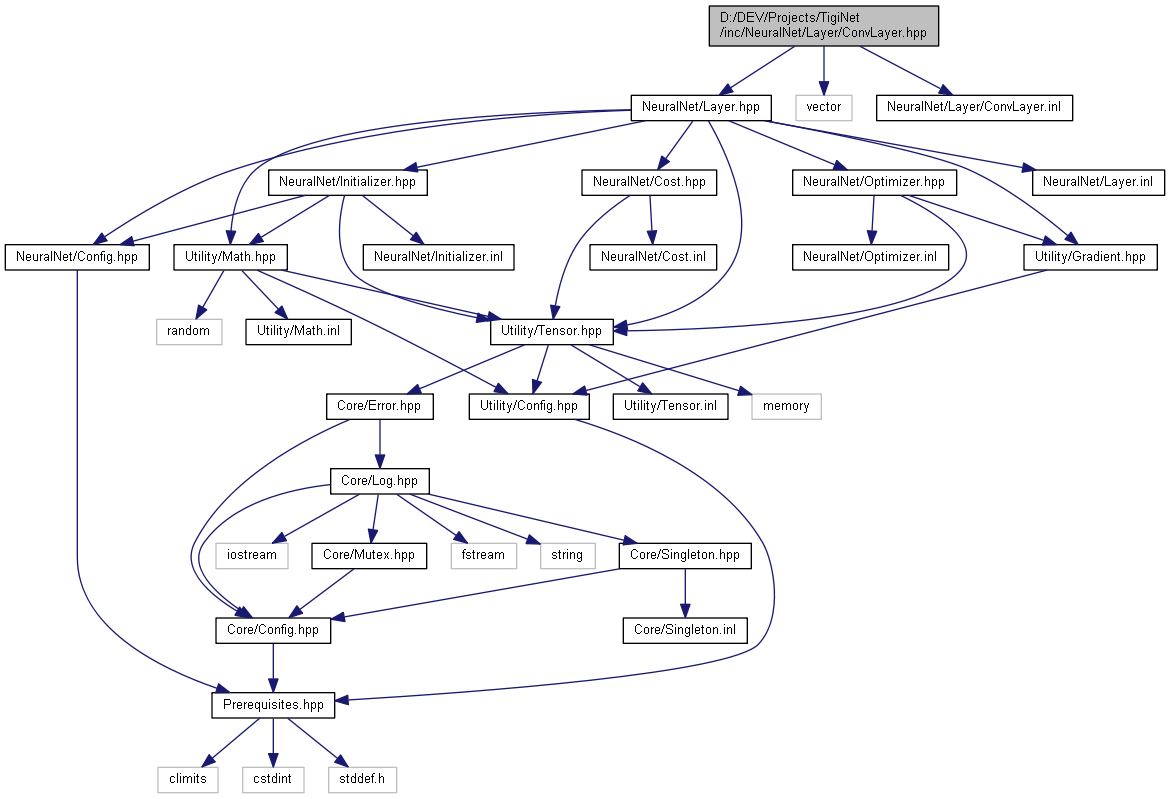 D:/DEV/Projects/TigiNet
/inc/NeuralNet/Layer/ConvLayer.hpp
NeuralNet/Layer.hpp
vector
NeuralNet/Layer/ConvLayer.inl
NeuralNet/Initializer.hpp
NeuralNet/Cost.hpp
NeuralNet/Optimizer.hpp
NeuralNet/Layer.inl
NeuralNet/Config.hpp
Utility/Math.hpp
NeuralNet/Initializer.inl
NeuralNet/Cost.inl
NeuralNet/Optimizer.inl
Utility/Gradient.hpp
random
Utility/Math.inl
Utility/Tensor.hpp
Core/Error.hpp
Utility/Config.hpp
Utility/Tensor.inl
memory
Core/Log.hpp
iostream
Core/Mutex.hpp
fstream
string
Core/Singleton.hpp
Core/Config.hpp
Core/Singleton.inl
Prerequisites.hpp
climits
cstdint
stddef.h